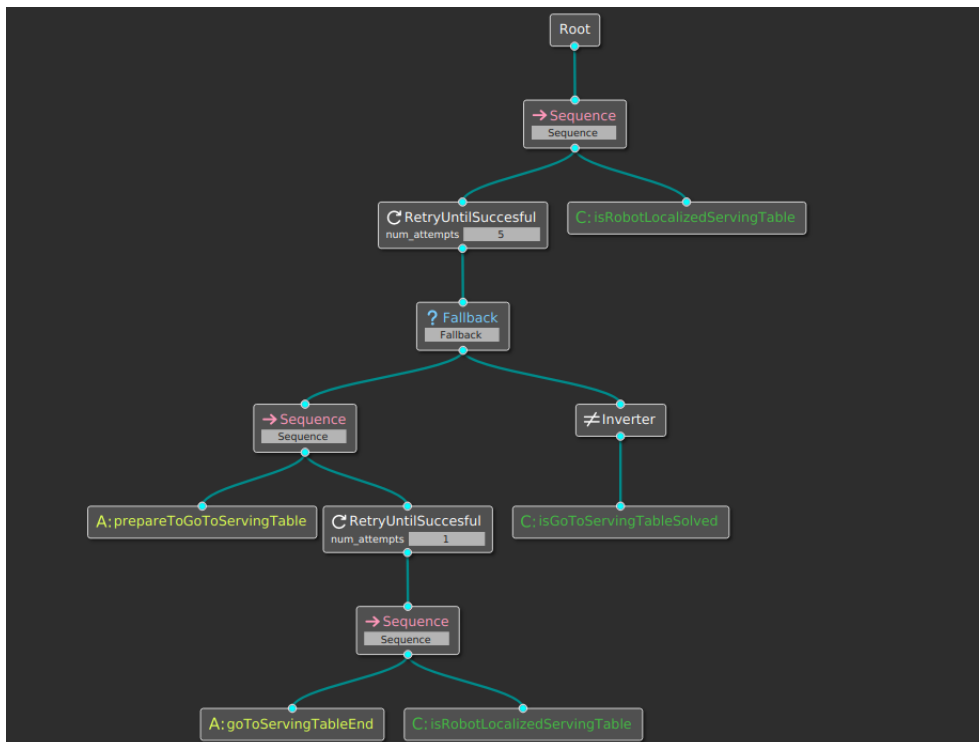 Root
Sequence
Sequence
RetryUntilSuccesful
num_attempts 5
C: isRobotLocalizedServingTable
? Fallback
Fallback
Sequence
Sequence
Inverter
A: prepareToGoToServingTable
RetryUntilSuccesful
num_attempts 1
C: isGoToServingTableSolved
Sequence
Sequence
A: goToServingTableEnd
C: isRobotLocalizedServingTable